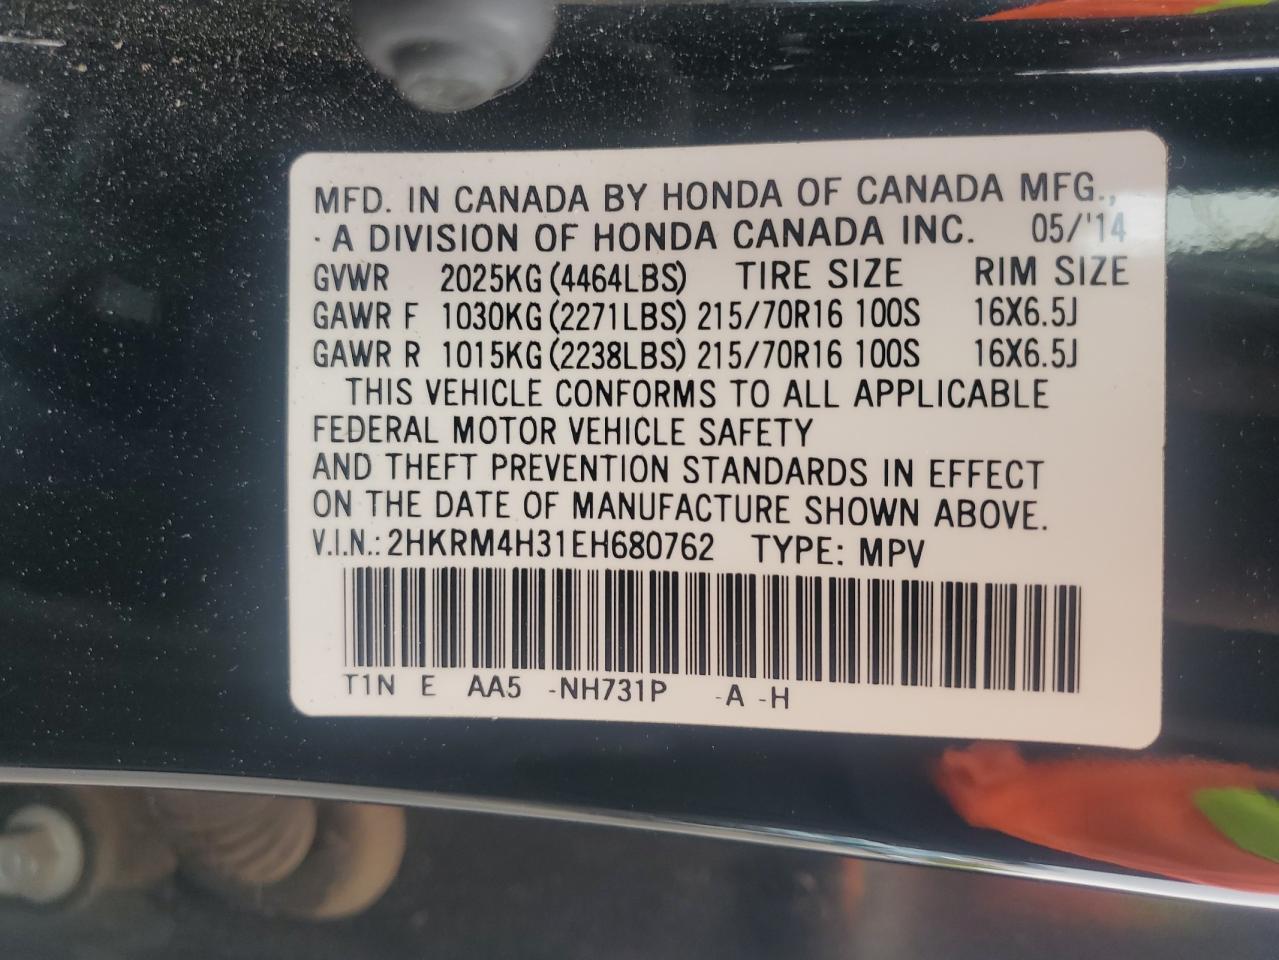 MFD. IN CANADA BY HONDA OF CANADA MFG.,
· A DIVISION OF HONDA CANADA INC. 05/'14
GVWR 2025KG (4464LBS) TIRE SIZE RIM SIZE
GAWR F 1030KG (2271LBS) 215/70R16 100S 16X6.5J
GAWR R 1015KG (2238LBS) 215/70R16 100S 16X6.5J
THIS VEHICLE CONFORMS TO ALL APPLICABLE
FEDERAL MOTOR VEHICLE SAFETY
AND THEFT PREVENTION STANDARDS IN EFFECT
ON THE DATE OF MANUFACTURE SHOWN ABOVE.
V.I.N.: 2HKRM4H31EH680762 TYPE: MPV
T1N E AA5 -NH731P -A -H